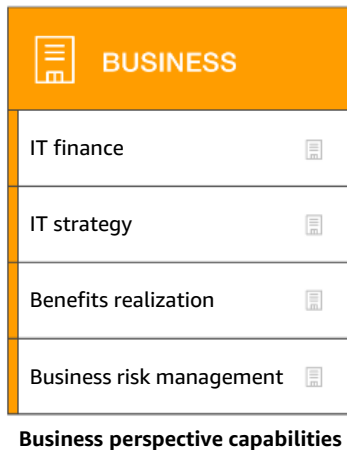 BUSINESS
IT finance
IT strategy
Benefits realization
Business risk management
Business perspective capabilities